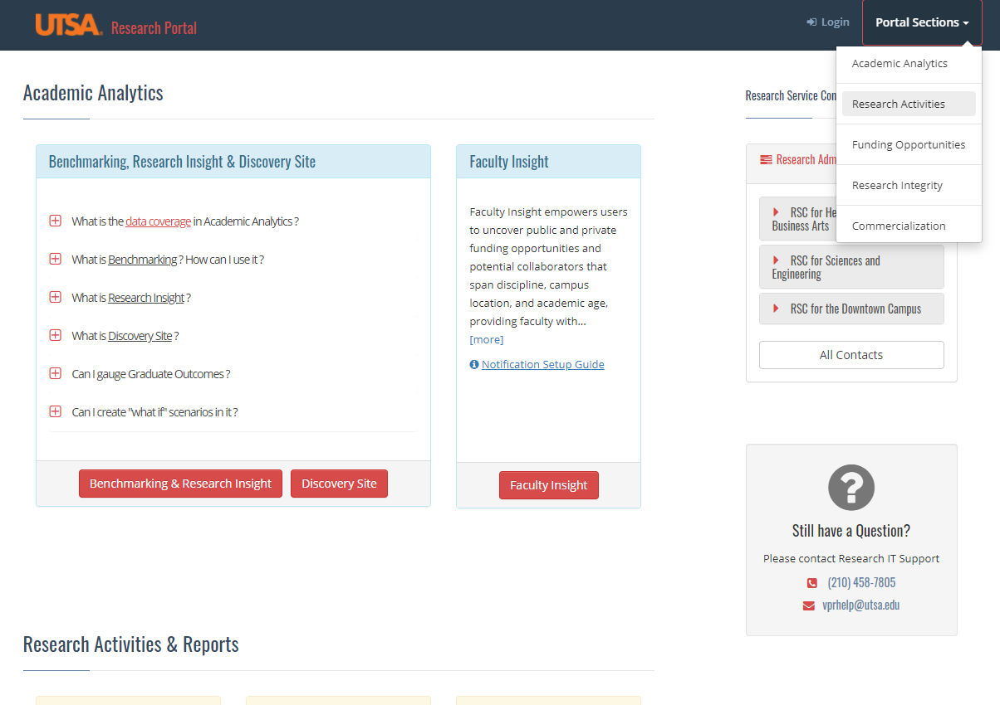 UTSA. Research Portal
Login
Portal Sections
Academic Analytics
Research Activities
Funding Opportunities
Research Integrity
Commercialization
Academic Analytics
Benchmarking, Research Insight & Discovery Site
What is the data coverage in Academic Analytics ?
What is Benchmarking ? How can I use it ?
What is Research Insight ?
What is Discovery Site ?
Can I gauge Graduate Outcomes ?
Can I create "what if" scenarios in it ?
Benchmarking & Research Insight
Discovery Site
Faculty Insight
Faculty Insight empowers users
to uncover public and private
funding opportunities and
potential collaborators that
span discipline, campus
location, and academic age,
providing faculty with...
[more]
Notification Setup Guide
Faculty Insight
Research Service
Research
RSC for
Business Arts
RSC for Sciences and
Engineering
RSC for the Downtown Campus
All Contacts
Still have a Question?
Please contact Research IT Support
(210) 458-7805
vprhelp@utsa.edu
Research Activities & Reports